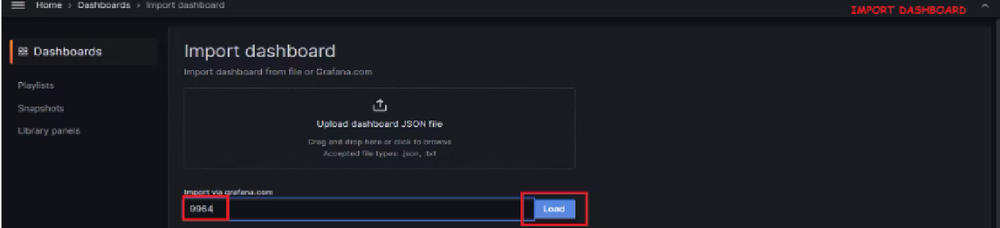 Home › Dashboards › Import dashboard
IMPORT DASHBOARD
Dashboards
Playlists
Snapshots
Library panels
Import dashboard
Import dashboard from file or Grafana.com
Upload dashboard JSON file
Drag and drop here or click to browse
Accepted file types: .json, .txt
Import via grafana.com
9964
Load